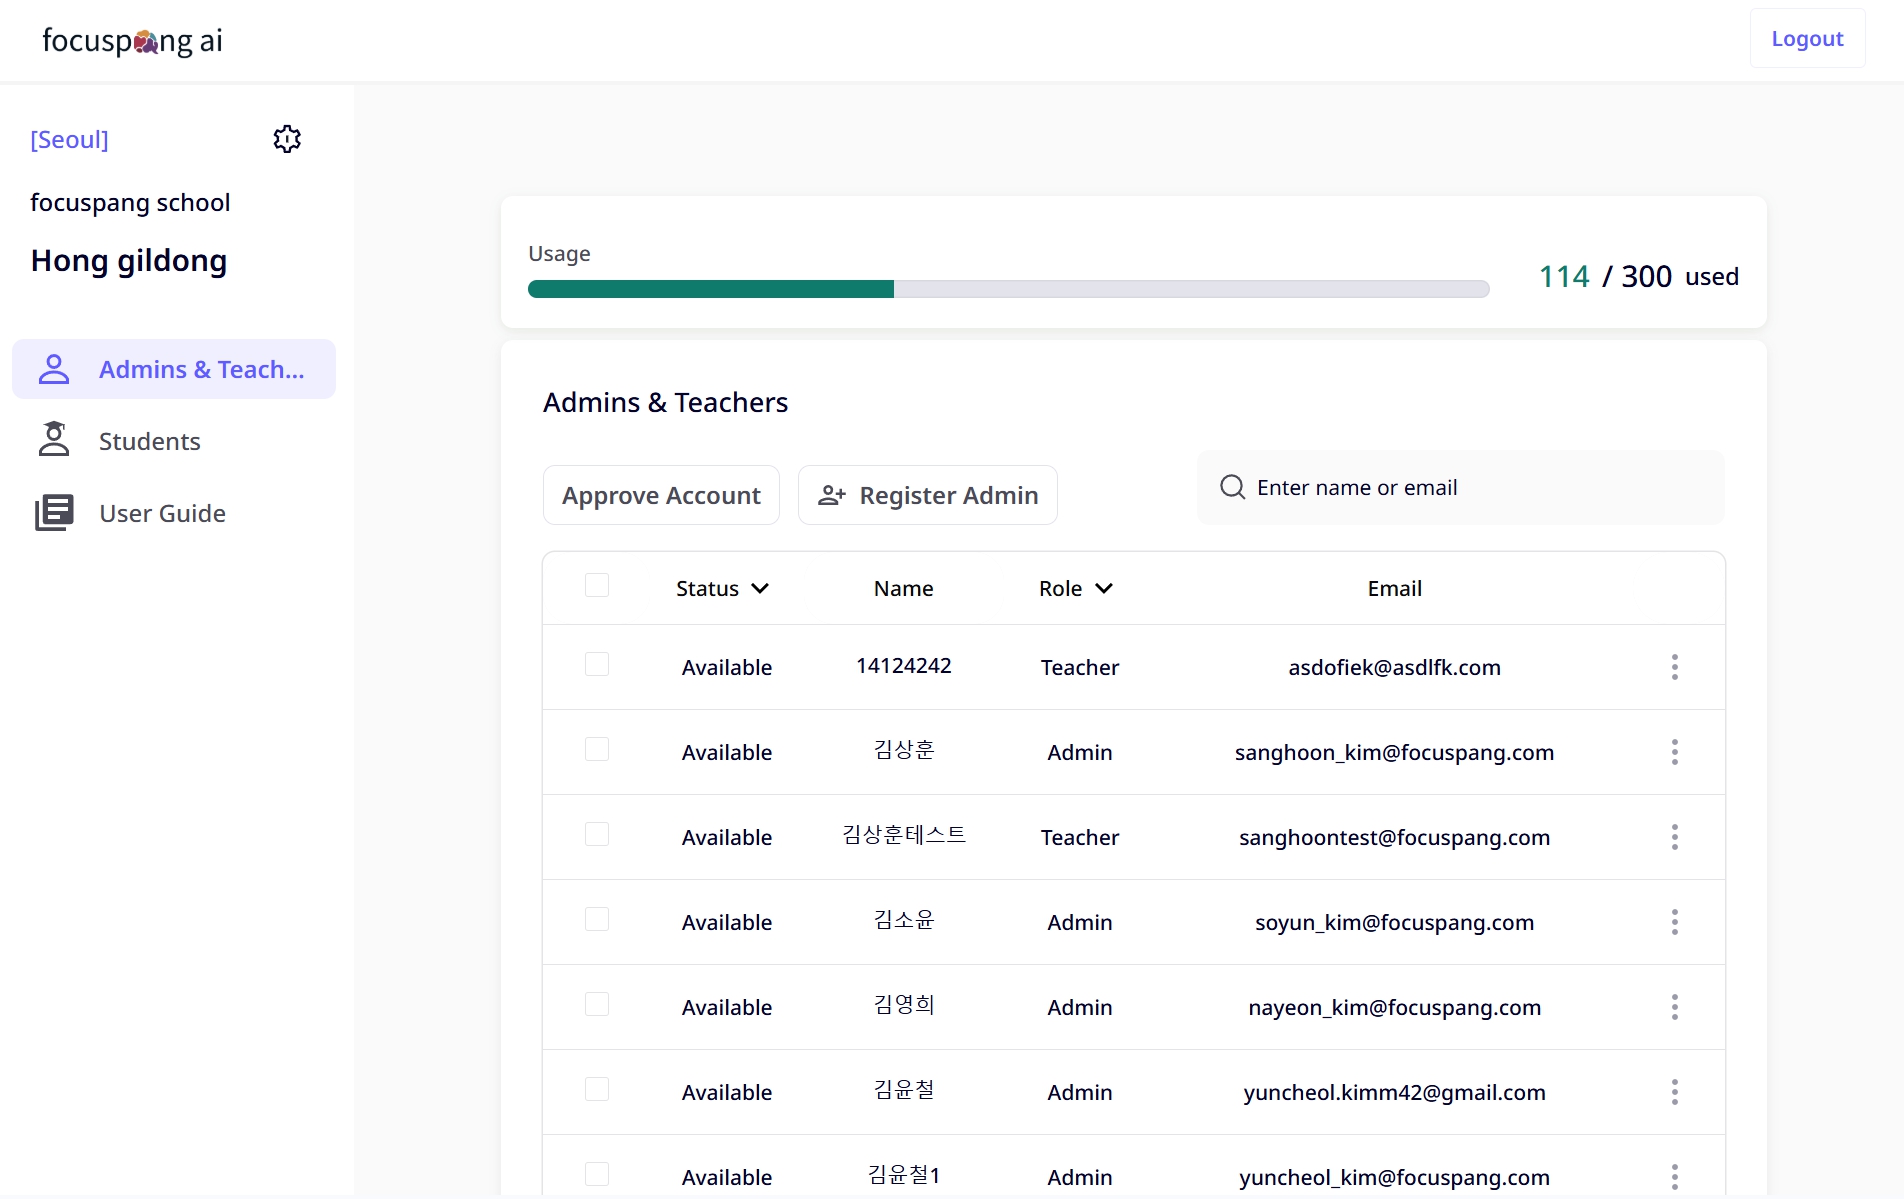 focuspang ai
Logout
[Seoul]
focuspang school
Hong gildong
Admins & Teach...
Students
User Guide
Usage
114 / 300 used
Admins & Teachers
Approve Account
Register Admin
Enter name or email
Status Name Role Email
Available 14124242 Teacher asdofiek@asdlfk.com
Available 김상훈 Admin sanghoon_kim@focuspang.com
Available 김상훈테스트 Teacher sanghoontest@focuspang.com
Available 김소윤 Admin soyun_kim@focuspang.com
Available 김영희 Admin nayeon_kim@focuspang.com
Available 김윤철 Admin yuncheol.kimm42@gmail.com
Available 김윤철1 Admin yuncheol_kim@focuspang.com